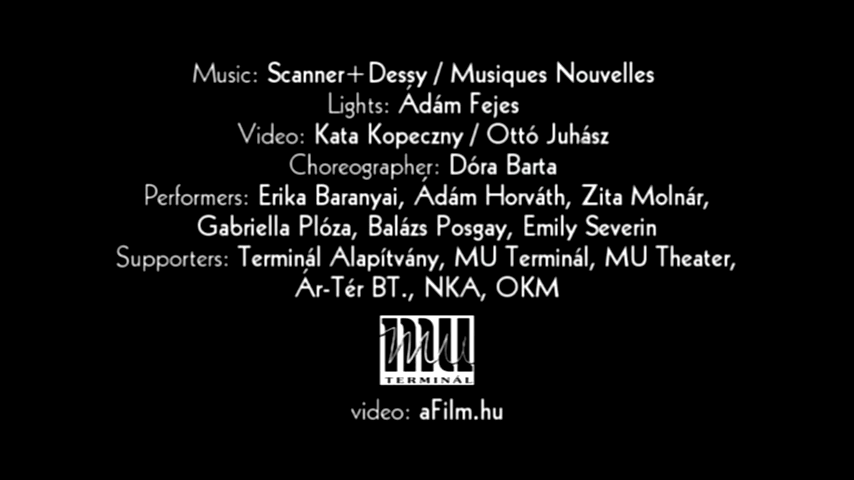 Music: Scanner+Dessy / Musiques Nouvelles
Lights: Ádám Fejes
Video: Kata Kopeczny / Ottó Juhász
Choreographer: Dóra Barta
Performers: Erika Baranyai, Ádám Horváth, Zita Molnár,
Gabriella Plóza, Balázs Posgay, Emily Severin
Supporters: Terminál Alapítvány, MU Terminál, MU Theater,
Ár-Tér BT., NKA, OKM
mu
TERMINÁL
video: aFilm.hu